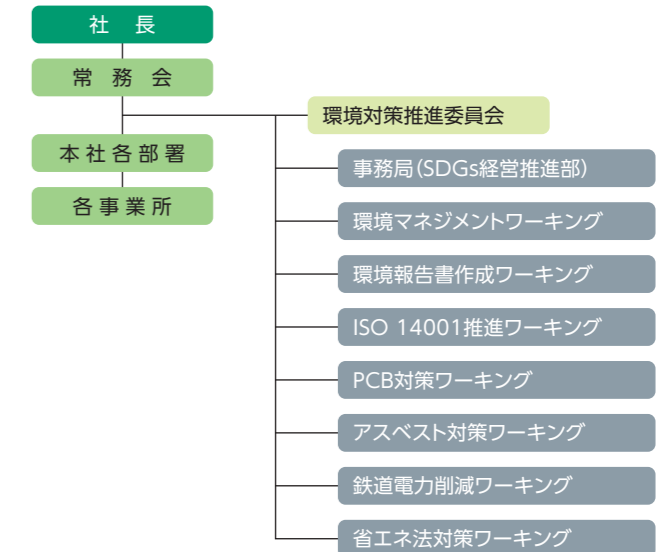 社長
常務会
本社各部署
各事業所
環境対策推進委員会
事務局(SDGs経営推進部)
環境マネジメントワーキング
環境報告書作成ワーキング
ISO 14001推進ワーキング
PCB対策ワーキング
アスベスト対策ワーキング
鉄道電力削減ワーキング
省エネ法対策ワーキング